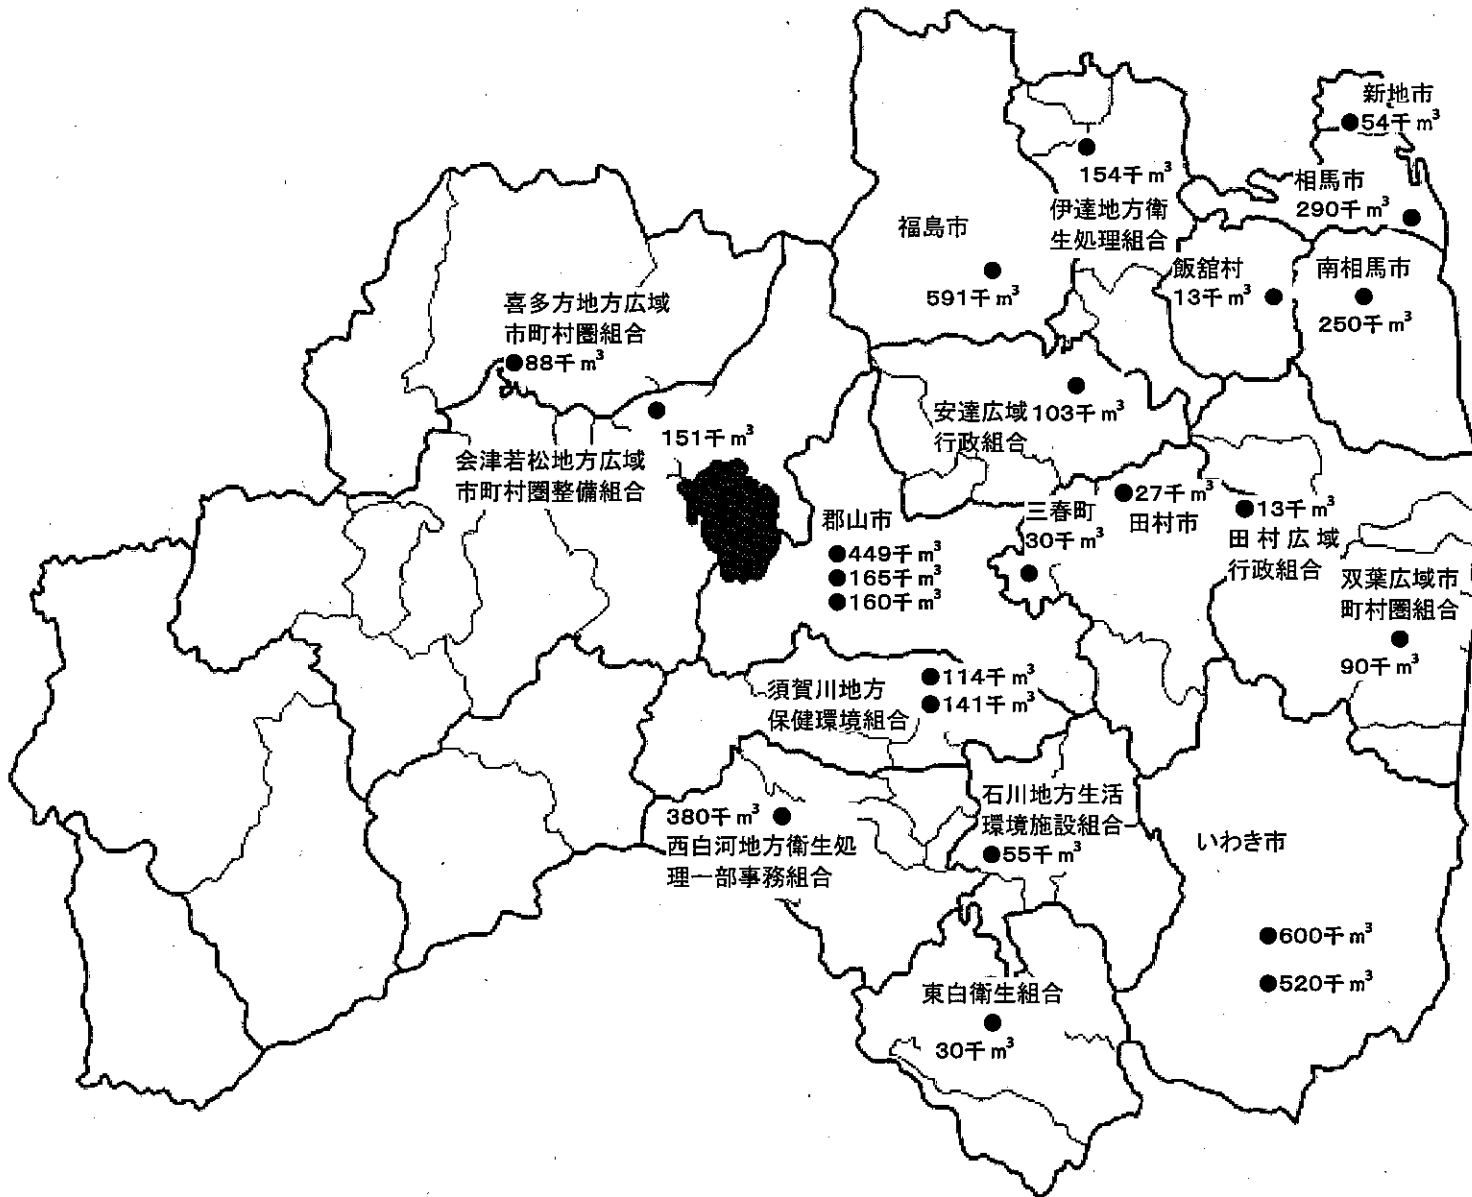 新地市
●54千㎥
相馬市
290千㎥
154千㎥
伊達地方衛
生処理組合
福島市
591千㎥
飯舘村
13千㎥
南相馬市
250千㎥
喜多方地方広域
市町村圏組合
●88千㎥
151千㎥
会津若松地方広域
市町村圏整備組合
安達広域
行政組合
103千㎥
●27千㎥
田村市
三春町
30千㎥
●13千㎥
田村広域
行政組合
郡山市
●449千㎥
●165千㎥
●160千㎥
双葉広域市
町村圏組合
90千㎥
須賀川地方
保健環境組合
●114千㎥
●141千㎥
380千㎥
西白河地方衛生処
理一部事務組合
石川地方生活
環境施設組合
●55千㎥
いわき市
●600千㎥
●520千㎥
東白衛生組合
30千㎥